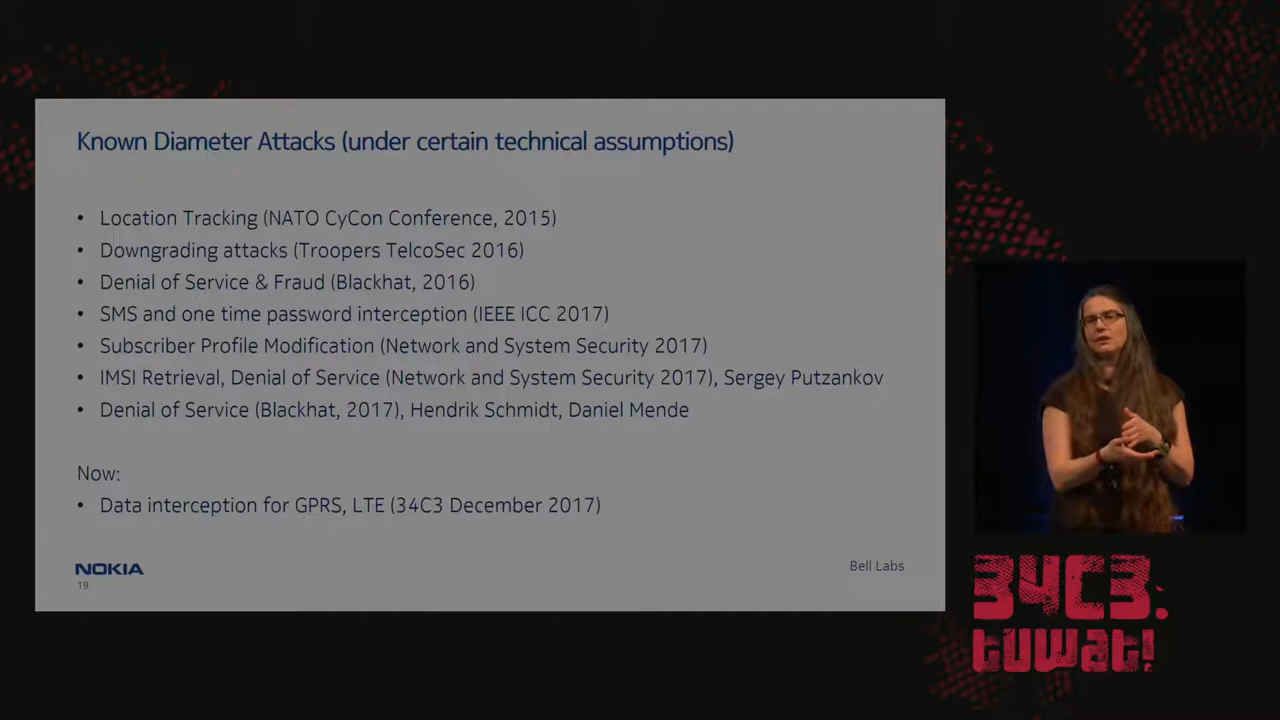 Known Diameter Attacks (under certain technical assumptions)
• Location Tracking (NATO CyCon Conference, 2015)
• Downgrading attacks (Troopers TelcoSec 2016)
• Denial of Service & Fraud (Blackhat, 2016)
• SMS and one time password interception (IEEE ICC 2017)
• Subscriber Profile Modification (Network and System Security 2017)
• IMSI Retrieval, Denial of Service (Network and System Security 2017), Sergey Putzankov
• Denial of Service (Blackhat, 2017), Hendrik Schmidt, Daniel Mende
Now:
• Data interception for GPRS, LTE (34C3 December 2017)
NOKIA
19
Bell Labs
34C3.
tuwat!